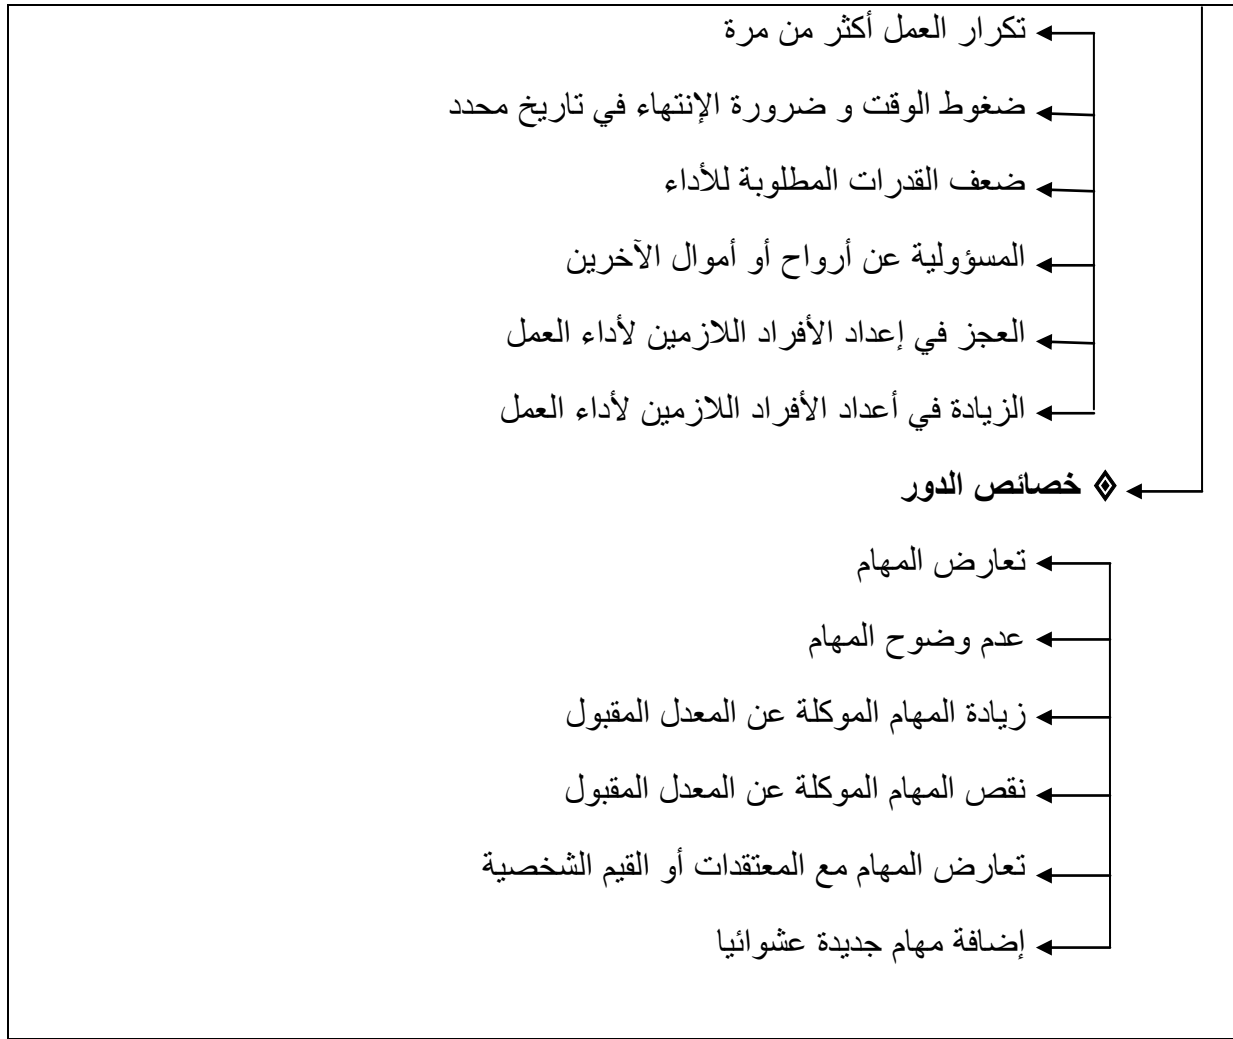 تكرار العمل أكثر من مرة
ضغوط الوقت و ضرورة الإنتهاء في تاريخ محدد
ضعف القدرات المطلوبة للأداء
المسؤولية عن أرواح أو أموال الآخرين
العجز في إعداد الأفراد اللازمين لأداء العمل
الزيادة في أعداد الأفراد اللازمين لأداء العمل
خصائص الدور
تعارض المهام
عدم وضوح المهام
زيادة المهام الموكلة عن المعدل المقبول
نقص المهام الموكلة عن المعدل المقبول
تعارض المهام مع المعتقدات أو القيم الشخصية
إضافة مهام جديدة عشوائيا